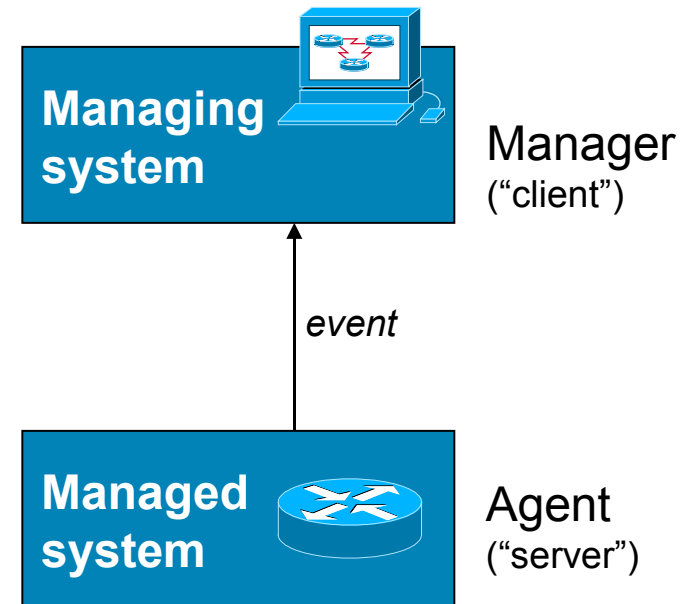 Managing
system
Manager
(“client”)
event
Managed
system
Agent
(“server”)